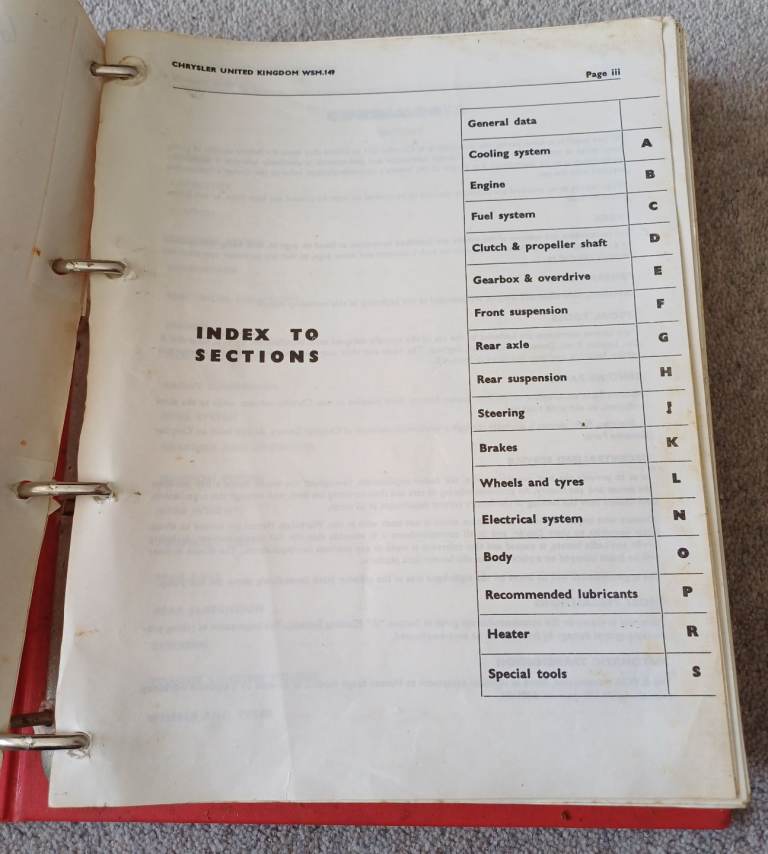 CHRYSLER UNITED KINGDOM WSM.149
Page iii
INDEX TO
SECTIONS
General data
Cooling system A
Engine B
Fuel system C
Clutch & propeller shaft D
Gearbox & overdrive E
Front suspension F
Rear axle G
Rear suspension H
Steering J
Brakes K
Wheels and tyres L
Electrical system N
Body O
Recommended lubricants P
Heater R
Special tools S